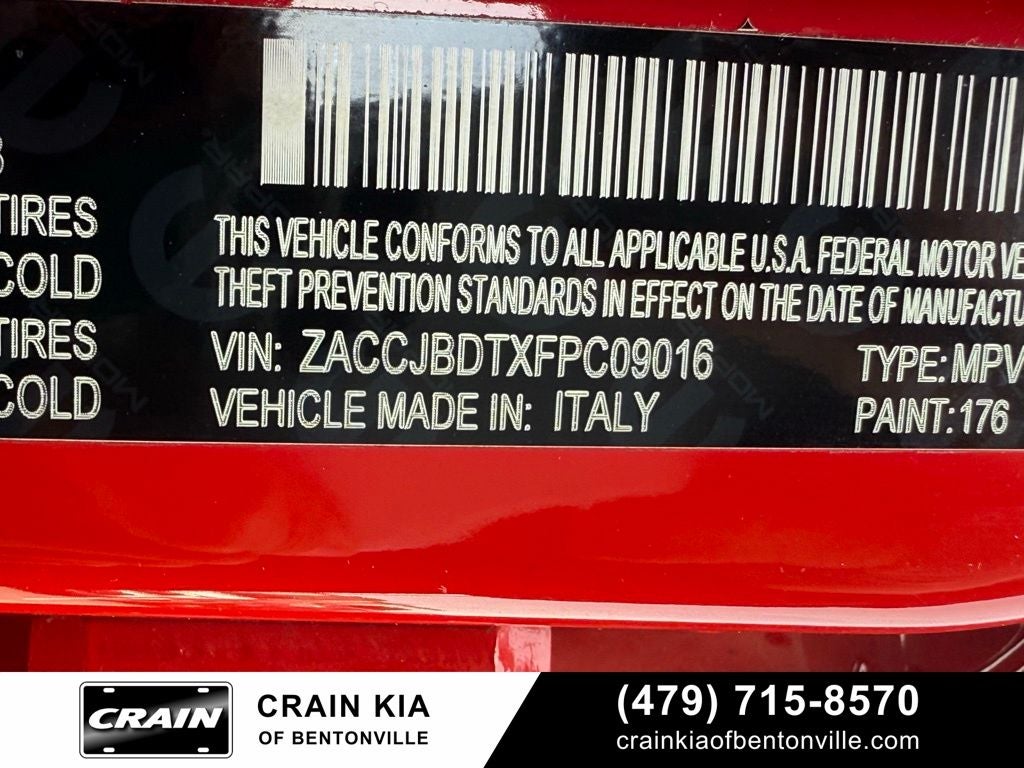 TIRES
COLD
TIRES
COLD
THIS VEHICLE CONFORMS TO ALL APPLICABLE U.S.A. FEDERAL MOTOR VE
THEFT PREVENTION STANDARDS IN EFFECT ON THE DATE OF MANUFACTU
VIN: ZACCJBDTXFPC09016 TYPE: MPV
VEHICLE MADE IN: ITALY PAINT: 176
CRAIN
CRAIN KIA
OF BENTONVILLE
(479) 715-8570
crainkiaofbentonville.com